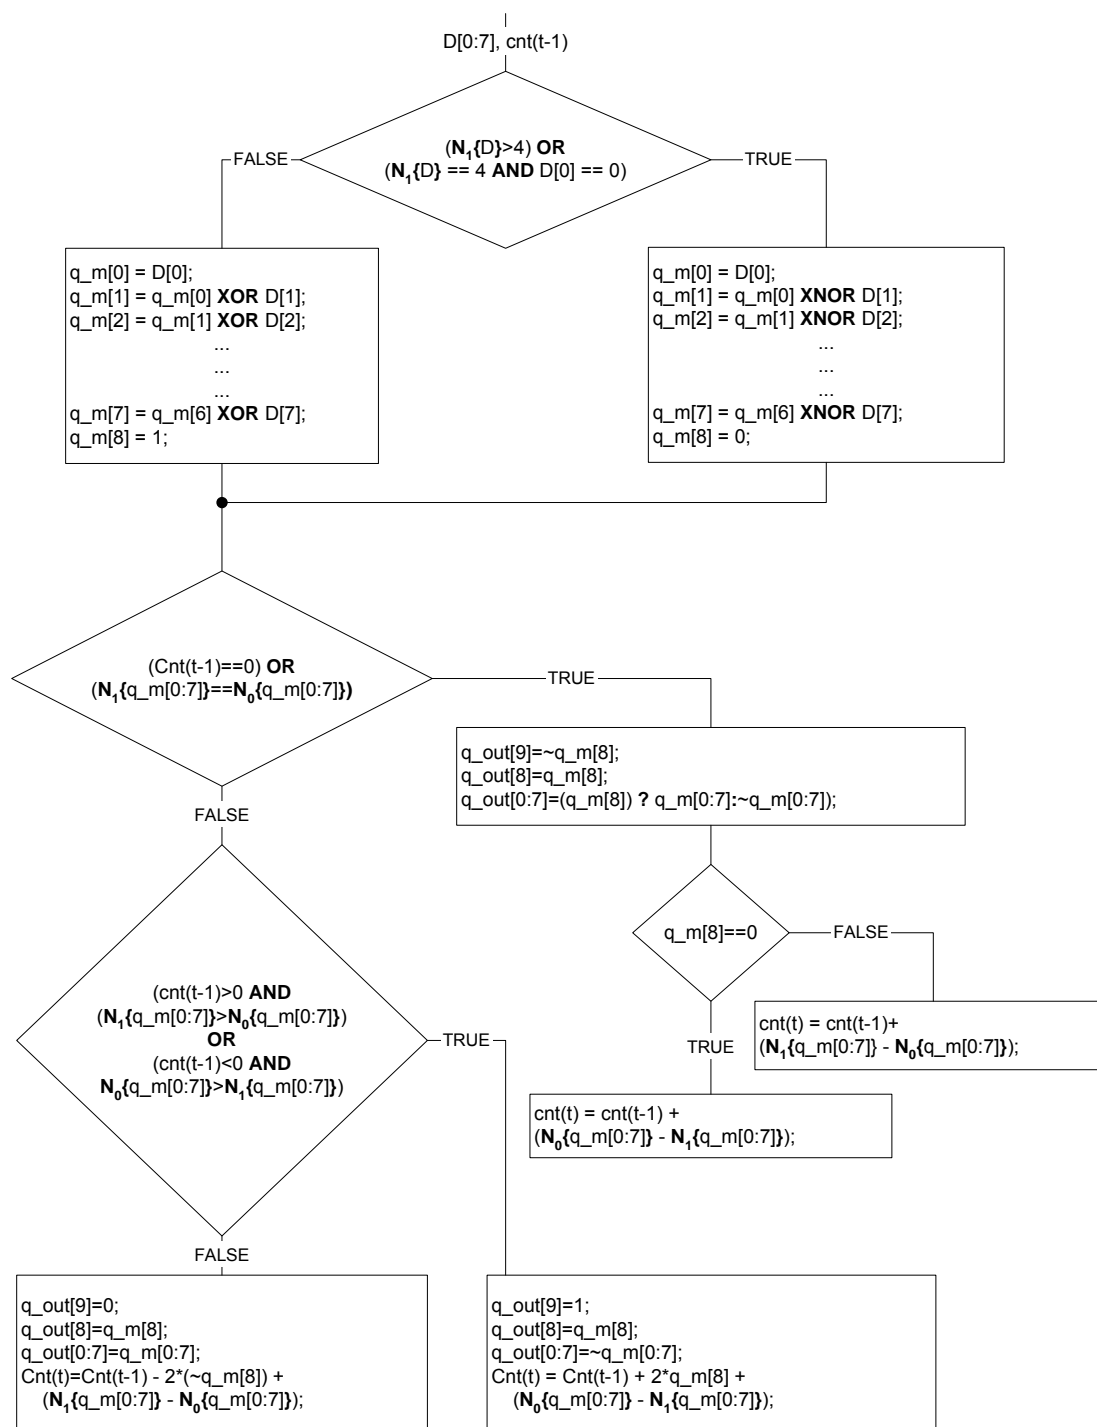 D[0:7], cnt(t-1)
(N1{D}>4) OR
(N1{D} == 4 AND D[0] == 0)
FALSE
TRUE
q_m[0] = D[0];
q_m[1] = q_m[0] XOR D[1];
q_m[2] = q_m[1] XOR D[2];
...
...
...
q_m[7] = q_m[6] XOR D[7];
q_m[8] = 1;
q_m[0] = D[0];
q_m[1] = q_m[0] XNOR D[1];
q_m[2] = q_m[1] XNOR D[2];
...
...
...
q_m[7] = q_m[6] XNOR D[7];
q_m[8] = 0;
(Cnt(t-1)==0) OR
(N1{q_m[0:7]}==N0{q_m[0:7]})
TRUE
FALSE
q_out[9]=~q_m[8];
q_out[8]=q_m[8];
q_out[0:7]=(q_m[8]) ? q_m[0:7]:~q_m[0:7]);
q_m[8]==0
FALSE
TRUE
cnt(t) = cnt(t-1)+
(N1{q_m[0:7]} - N0{q_m[0:7]});
cnt(t) = cnt(t-1) +
(N0{q_m[0:7]} - N1{q_m[0:7]});
(cnt(t-1)>0 AND
(N1{q_m[0:7]}>N0{q_m[0:7]})
OR
(cnt(t-1)<0 AND
N0{q_m[0:7]}>N1{q_m[0:7]})
TRUE
FALSE
q_out[9]=0;
q_out[8]=q_m[8];
q_out[0:7]=q_m[0:7];
Cnt(t)=Cnt(t-1) - 2*(~q_m[8]) +
(N1{q_m[0:7]} - N0{q_m[0:7]});
q_out[9]=1;
q_out[8]=q_m[8];
q_out[0:7]=~q_m[0:7];
Cnt(t) = Cnt(t-1) + 2*q_m[8] +
(N0{q_m[0:7]} - N1{q_m[0:7]});